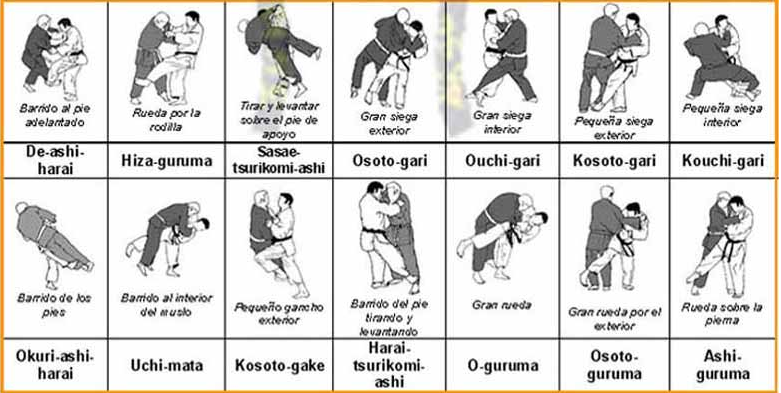 Barrido al pie
adelantado
Rueda por la
rodilla
Tirar y levantar
sobre el pie de
apoyo
Gran siega
exterior
Gran siega
interior
Pequeña siega
exterior
Pequeña siega
interior
De-ashi-
harai
Hiza-guruma
Sasae-
tsurikomi-ashi
Osoto-gari
Ouchi-gari
Kosoto-gari
Kouchi-gari
Barrido de los
pies
Barrido al interior
del muslo
Pequeño gancho
exterior
Barrido del pie
tirando y
levantando
Gran rueda
Gran rueda por el
exterior
Rueda sobre la
pierna
Okuri-ashi-
harai
Uchi-mata
Kosoto-gake
Harai-
tsurikomi-
ashi
O-guruma
Osoto-
guruma
Ashi-
guruma